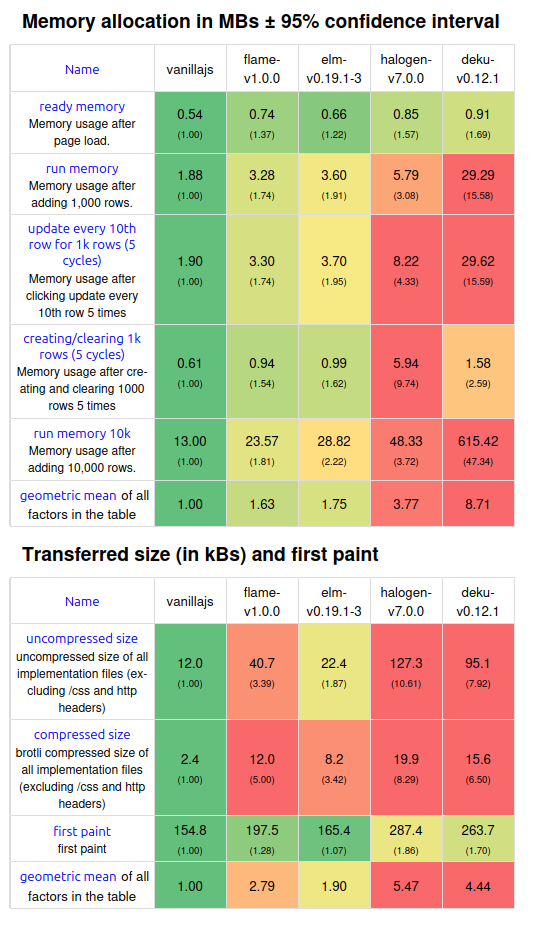 Memory allocation in MBs ± 95% confidence interval
Name vanillajs flame- elm- halogen- deku-
v1.0.0 v0.19.1-3 v7.0.0 v0.12.1
ready memory
Memory usage after
page load.
0.54 0.74 0.66 0.85 0.91
(1.00) (1.37) (1.22) (1.57) (1.69)
run memory
Memory usage after
adding 1,000 rows.
1.88 3.28 3.60 5.79 29.29
(1.00) (1.74) (1.91) (3.08) (15.58)
update every 10th
row for 1k rows (5
cycles)
Memory usage after
clicking update every
10th row 5 times
1.90 3.30 3.70 8.22 29.62
(1.00) (1.74) (1.95) (4.33) (15.59)
creating/clearing 1k
rows (5 cycles)
Memory usage after cre-
ating and clearing 1000
rows 5 times
0.61 0.94 0.99 5.94 1.58
(1.00) (1.54) (1.62) (9.74) (2.59)
run memory 10k
Memory usage after
adding 10,000 rows.
13.00 23.57 28.82 48.33 615.42
(1.00) (1.81) (2.22) (3.72) (47.34)
geometric mean of all
factors in the table
1.00 1.63 1.75 3.77 8.71
Transferred size (in kBs) and first paint
Name vanillajs flame- elm- halogen- deku-
v1.0.0 v0.19.1-3 v7.0.0 v0.12.1
uncompressed size
uncompressed size of all
implementation files (ex-
cluding /css and http
headers)
12.0 40.7 22.4 127.3 95.1
(1.00) (3.39) (1.87) (10.61) (7.92)
compressed size
brotli compressed size of
all implementation files
(excluding /css and http
headers)
2.4 12.0 8.2 19.9 15.6
(1.00) (5.00) (3.42) (8.29) (6.50)
first paint
first paint
154.8 197.5 165.4 287.4 263.7
(1.00) (1.28) (1.07) (1.86) (1.70)
geometric mean of all
factors in the table
1.00 2.79 1.90 5.47 4.44